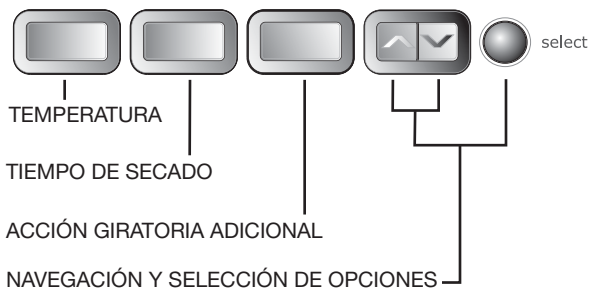 select
TEMPERATURA
TIEMPO DE SECADO
ACCIÓN GIRATORIA ADICIONAL
NAVEGACIÓN Y SELECCIÓN DE OPCIONES